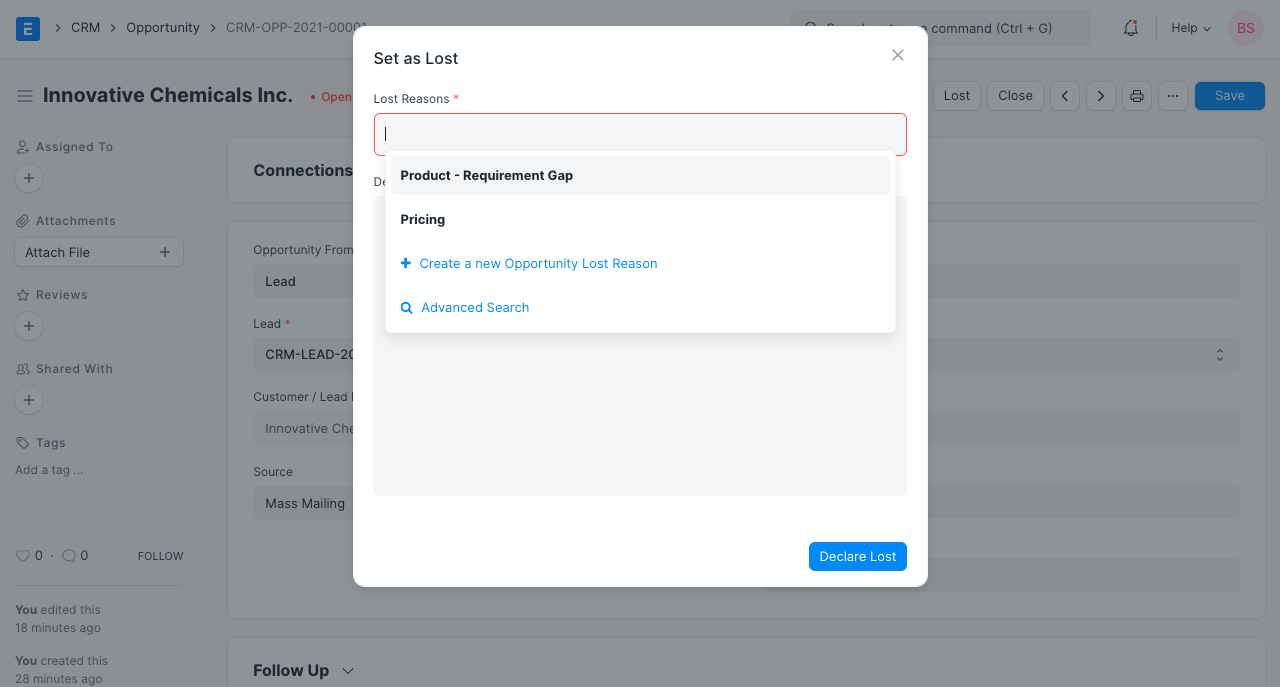 E CRM Opportunity CRM-OPP-2021-00001
command (Ctrl + G)
Help
BS
Innovative Chemicals Inc.
Open
Lost
Close
Save
Assigned To
Attachments
Attach File
Reviews
Shared With
Tags
Add a tag ...
0 · 0 FOLLOW
You edited this
18 minutes ago
You created this
28 minutes ago
Connections
Opportunity From
Lead
Lead *
CRM-LEAD-20
Customer / Lead
Innovative Che
Source
Mass Mailing
Follow Up
Set as Lost
Lost Reasons *
De
Product - Requirement Gap
Pricing
Create a new Opportunity Lost Reason
Advanced Search
Declare Lost